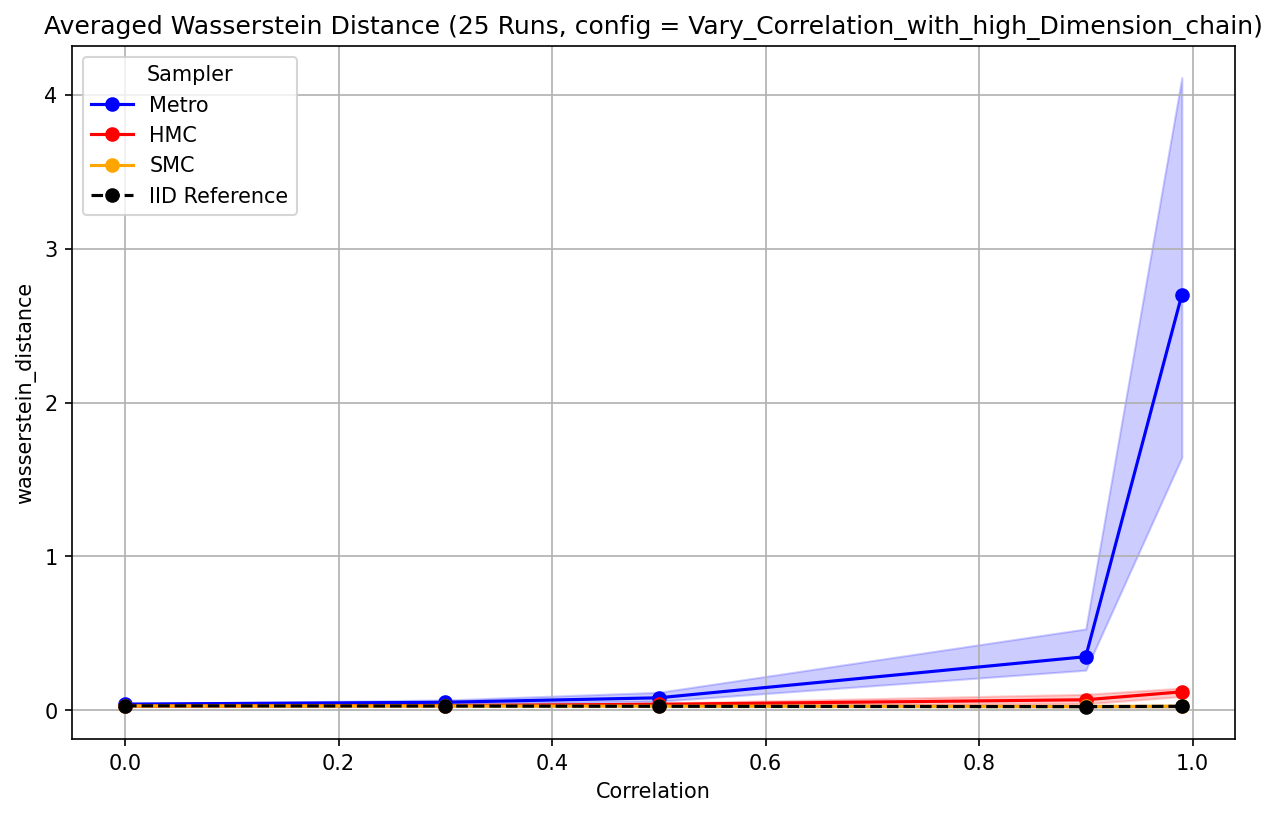 Averaged Wasserstein Distance (25 Runs, config = Vary_Correlation_with_high_Dimension_chain)
Sampler
Metro
HMC
SMC
IID Reference
wasserstein_distance
4
3
2
1
0
0.0 0.2 0.4 0.6 0.8 1.0
Correlation